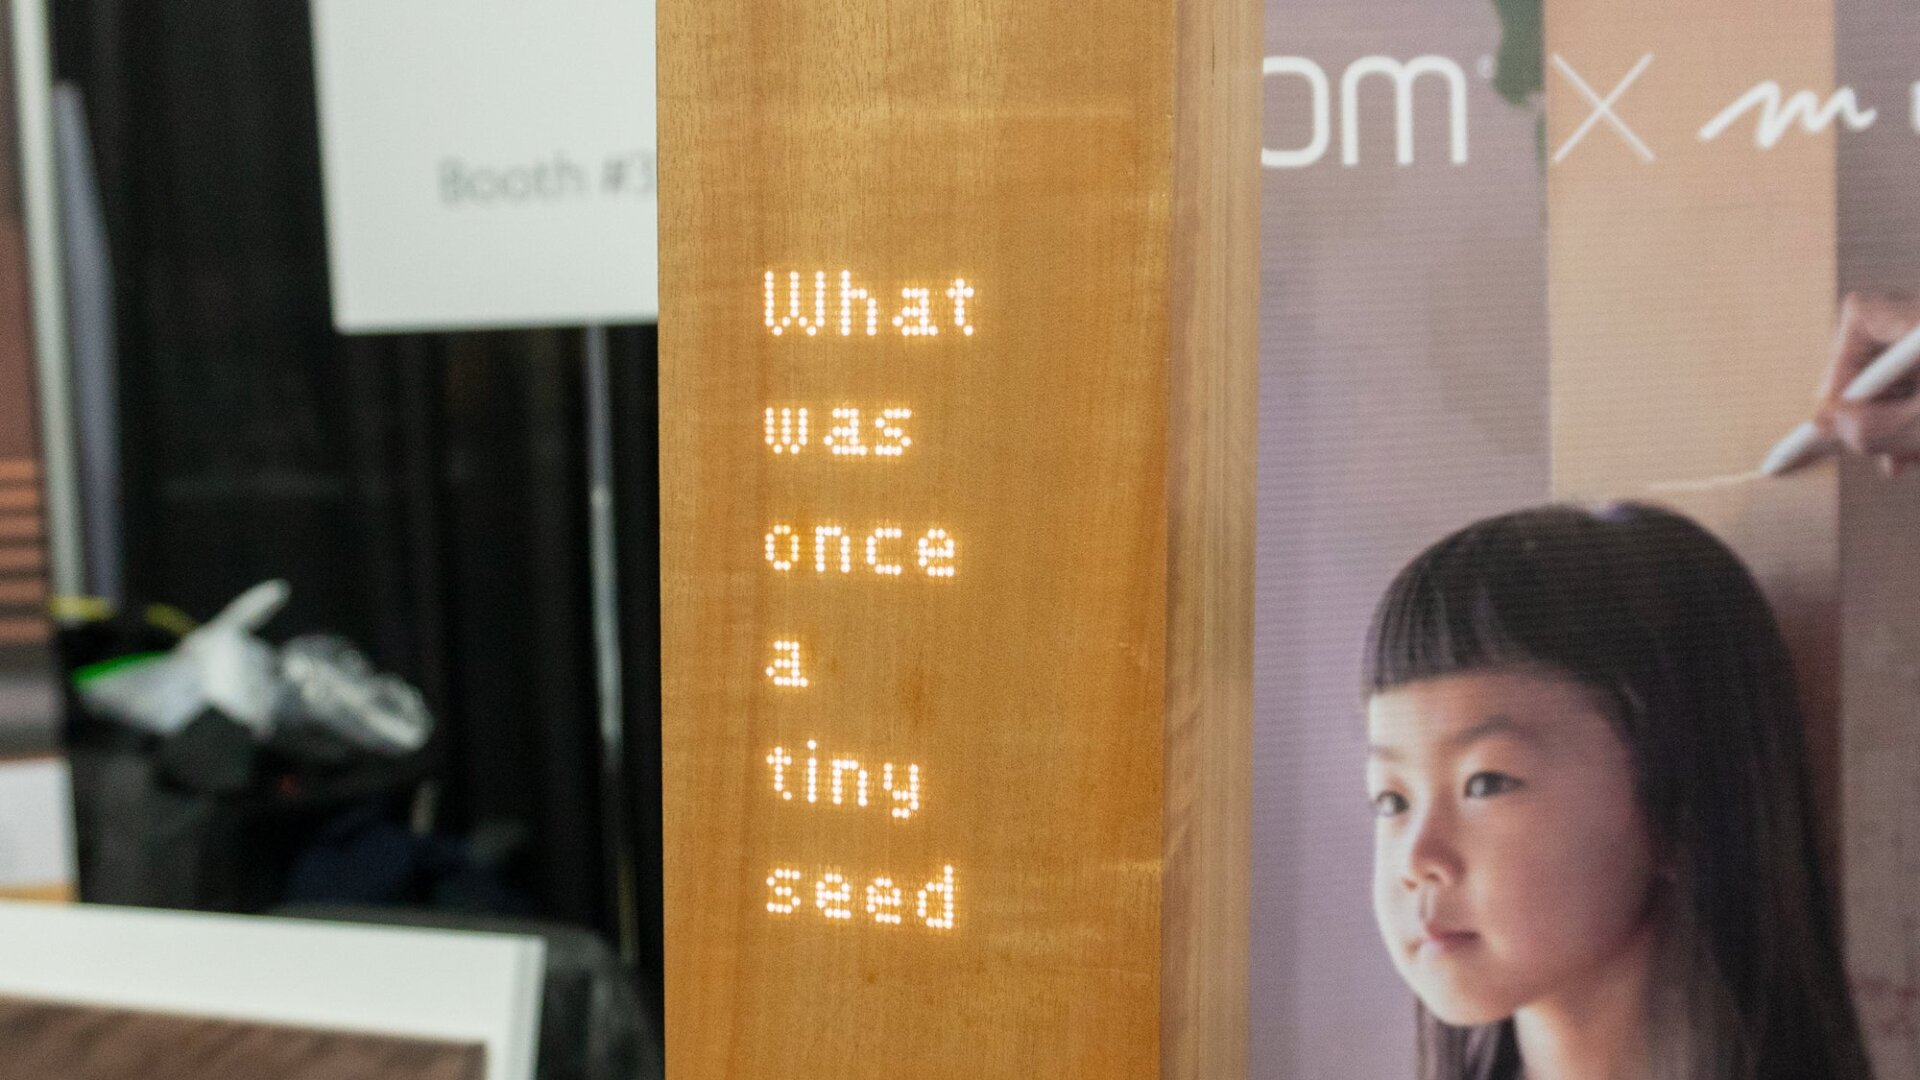 Booth #3
What
was
once
a
tiny
seed
om X m